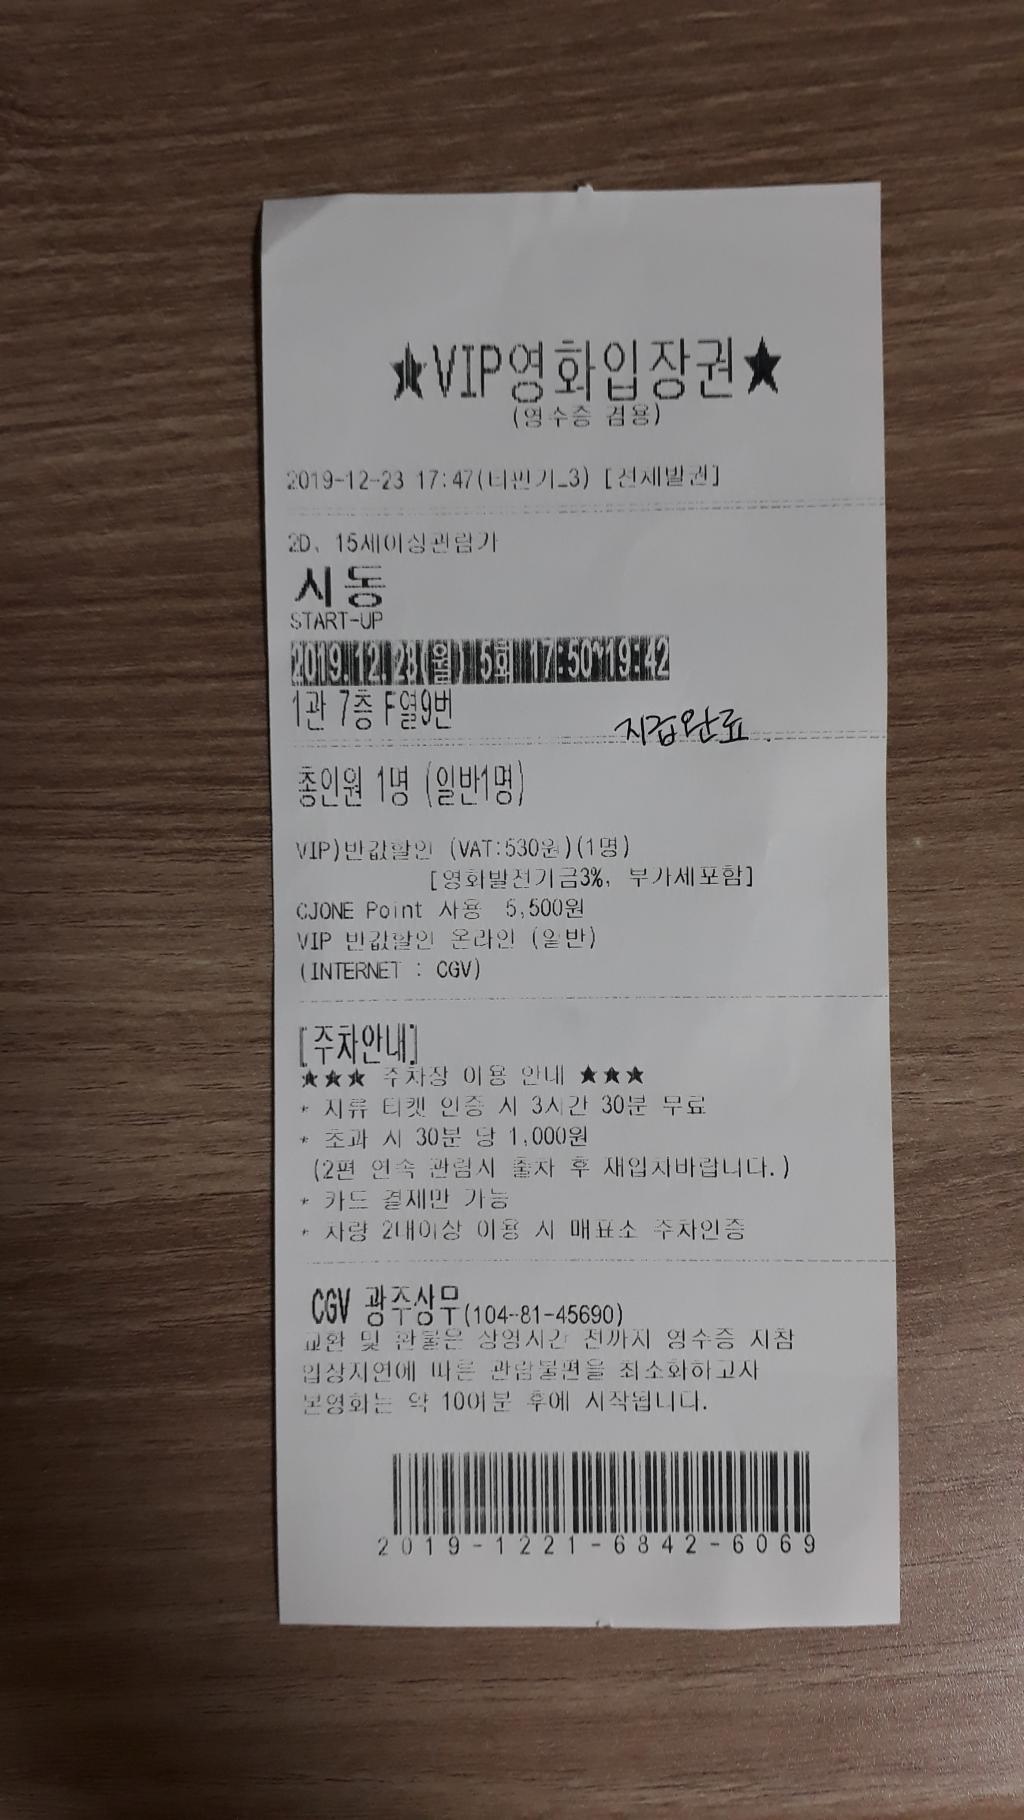 ★VIP영화입장권★
(영수증 겸용)
2019-12-23 17:47(티판기_3) [전체발권]
2D, 15세이상관람가
시동
START-UP
2019.12.23(월) 5회 17:50~19:42
1관 7층 F열9번
지급완료.
총인원 1명 (일반1명)
VIP)반값할인 (VAT:530원)(1명)
[영화발전기금3%, 부가세포함]
CJONE Point 사용 5,500원
VIP 반값할인 온라인 (일반)
(INTERNET : CGV)
[주차안내]
★★★ 주차장 이용 안내 ★★★
* 지류 티켓 인증 시 3시간 30분 무료
* 초과 시 30분 당 1,000원
(2편 연속 관람시 출차 후 재입차바랍니다.)
* 카드 결제만 가능
* 차량 2대이상 이용 시 매표소 주차인증
CGV 광주상무(104-81-45690)
교환 및 환불은 상영시간 전까지 영수증 지참
입장지연에 따른 관람불편을 최소화하고자
본영화는 약 10여분 후에 시작됩니다.
2019-1221-6842-6069